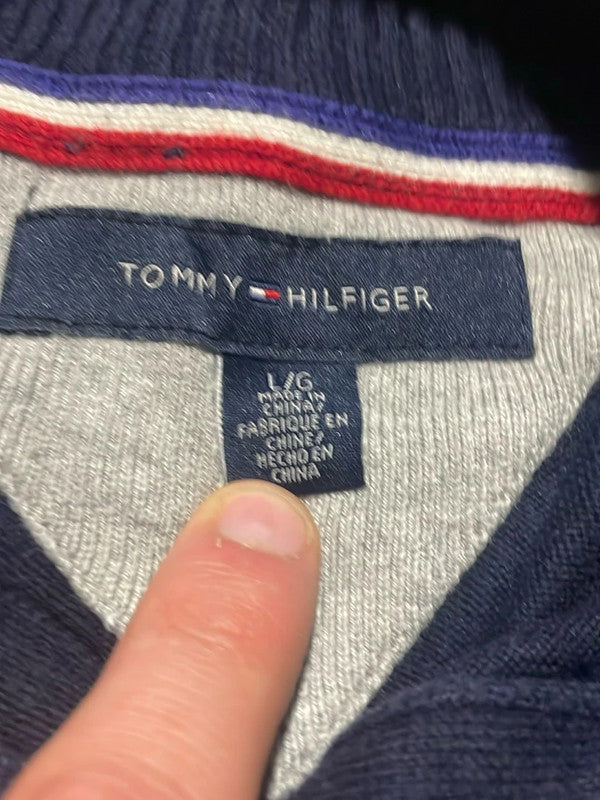 TOMMY HILFIGER
L/G
MADE IN
CHINA/
FABRIQUE EN
CHINE/
HECHO EN
CHINA